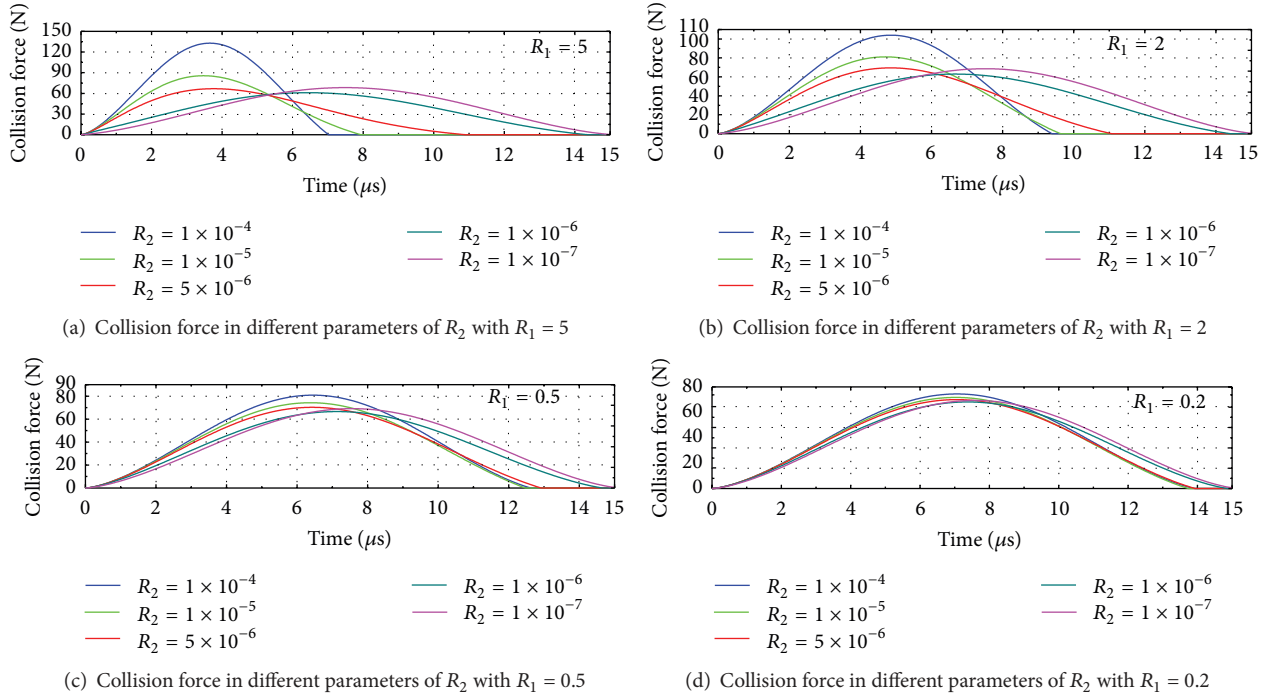 Collision force (N)
150
120
90
60
30
0
R₁ = 5
0 2 4 6 8 10 12 14 15
Time (μs)
R₂ = 1 × 10⁻⁴
R₂ = 1 × 10⁻⁵
R₂ = 5 × 10⁻⁶
R₂ = 1 × 10⁻⁶
R₂ = 1 × 10⁻⁷
(a) Collision force in different parameters of R₂ with R₁ = 5
Collision force (N)
110
100
80
60
40
20
0
R₁ = 2
0 2 4 6 8 10 12 14 15
Time (μs)
R₂ = 1 × 10⁻⁴
R₂ = 1 × 10⁻⁵
R₂ = 5 × 10⁻⁶
R₂ = 1 × 10⁻⁶
R₂ = 1 × 10⁻⁷
(b) Collision force in different parameters of R₂ with R₁ = 2
Collision force (N)
90
80
60
40
20
0
R₁ = 0.5
0 2 4 6 8 10 12 14 15
Time (μs)
R₂ = 1 × 10⁻⁴
R₂ = 1 × 10⁻⁵
R₂ = 5 × 10⁻⁶
R₂ = 1 × 10⁻⁶
R₂ = 1 × 10⁻⁷
(c) Collision force in different parameters of R₂ with R₁ = 0.5
Collision force (N)
80
60
40
20
0
R₁ = 0.2
0 2 4 6 8 10 12 14 15
Time (μs)
R₂ = 1 × 10⁻⁴
R₂ = 1 × 10⁻⁵
R₂ = 5 × 10⁻⁶
R₂ = 1 × 10⁻⁶
R₂ = 1 × 10⁻⁷
(d) Collision force in different parameters of R₂ with R₁ = 0.2